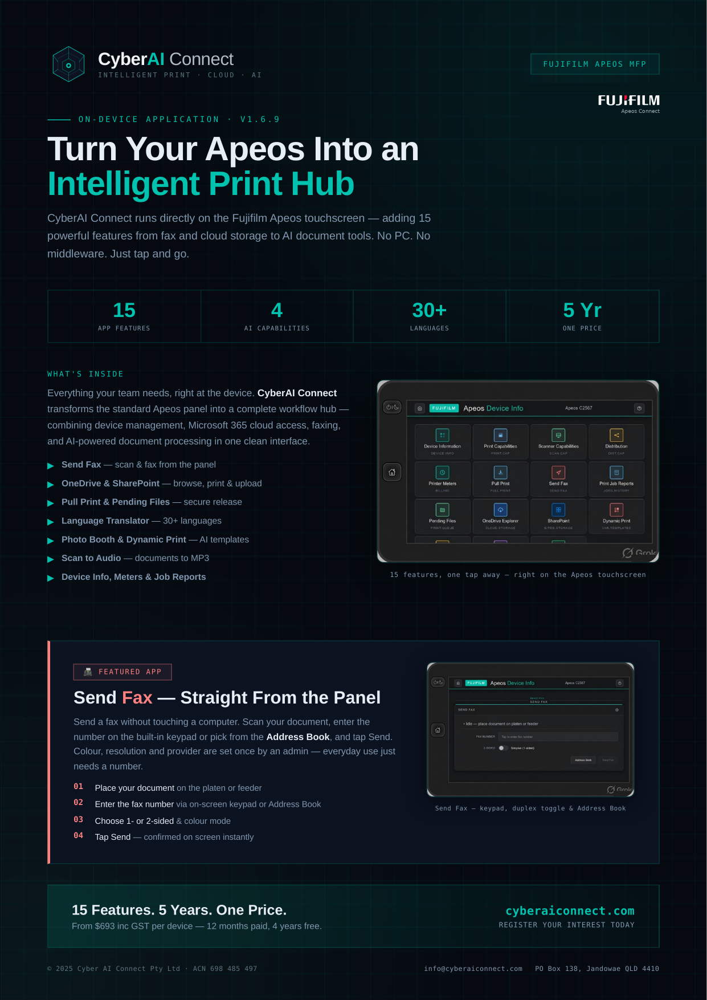 CyberAI Connect
INTELLIGENT PRINT · CLOUD · AI
FUJIFILM APEOS MFP
FUJIFILM
Apeos Connect
ON-DEVICE APPLICATION · V1.6.9
Turn Your Apeos Into an
Intelligent Print Hub
CyberAI Connect runs directly on the Fujifilm Apeos touchscreen — adding 15
powerful features from fax and cloud storage to AI document tools. No PC. No
middleware. Just tap and go.
15
APP FEATURES
4
AI CAPABILITIES
30+
LANGUAGES
5 Yr
ONE PRICE
WHAT'S INSIDE
Everything your team needs, right at the device. CyberAI Connect
transforms the standard Apeos panel into a complete workflow hub —
combining device management, Microsoft 365 cloud access, faxing,
and AI-powered document processing in one clean interface.
▶ Send Fax — scan & fax from the panel
▶ OneDrive & SharePoint — browse, print & upload
▶ Pull Print & Pending Files — secure release
▶ Language Translator — 30+ languages
▶ Photo Booth & Dynamic Print — AI templates
▶ Scan to Audio — documents to MP3
▶ Device Info, Meters & Job Reports
FUJIFILM Apeos Device Info Apeos C2567
Device Information
DEVICE INFO
Print Capabilities
PRINT.CAP
Scanner Capabilities
SCAN.CAP
Distribution
DIST.CAP
Printer Meters
BILLING
Pull Print
PULL.PRINT
Send Fax
SEND.FAX
Print Job Reports
JOBS.HISTORY
Pending Files
PRINT.QUEUE
OneDrive Explorer
CLOUD.STORAGE
SharePoint
SITES.STORAGE
Dynamic Print
VAR.TEMPLATES
Grok
15 features, one tap away — right on the Apeos touchscreen
FEATURED APP
Send Fax — Straight From the Panel
Send a fax without touching a computer. Scan your document, enter the
number on the built-in keypad or pick from the Address Book, and tap Send.
Colour, resolution and provider are set once by an admin — everyday use just
needs a number.
01 Place your document on the platen or feeder
02 Enter the fax number via on-screen keypad or Address Book
03 Choose 1- or 2-sided & colour mode
04 Tap Send — confirmed on screen instantly
FUJIFILM Apeos Device Info Apeos C2567
SEND.FAX
SEND FAX
SEND.FAX
• Idle — place document on platen or feeder
FAX NUMBER Tap to enter fax number
2-SIDED Simplex (1-sided)
Address Book Send Fax
Grok
Send Fax — keypad, duplex toggle & Address Book
15 Features. 5 Years. One Price.
From $693 inc GST per device — 12 months paid, 4 years free.
cyberaiconnect.com
REGISTER YOUR INTEREST TODAY
© 2025 Cyber AI Connect Pty Ltd · ACN 698 485 497
info@cyberaiconnect.com PO Box 138, Jandowae QLD 4410